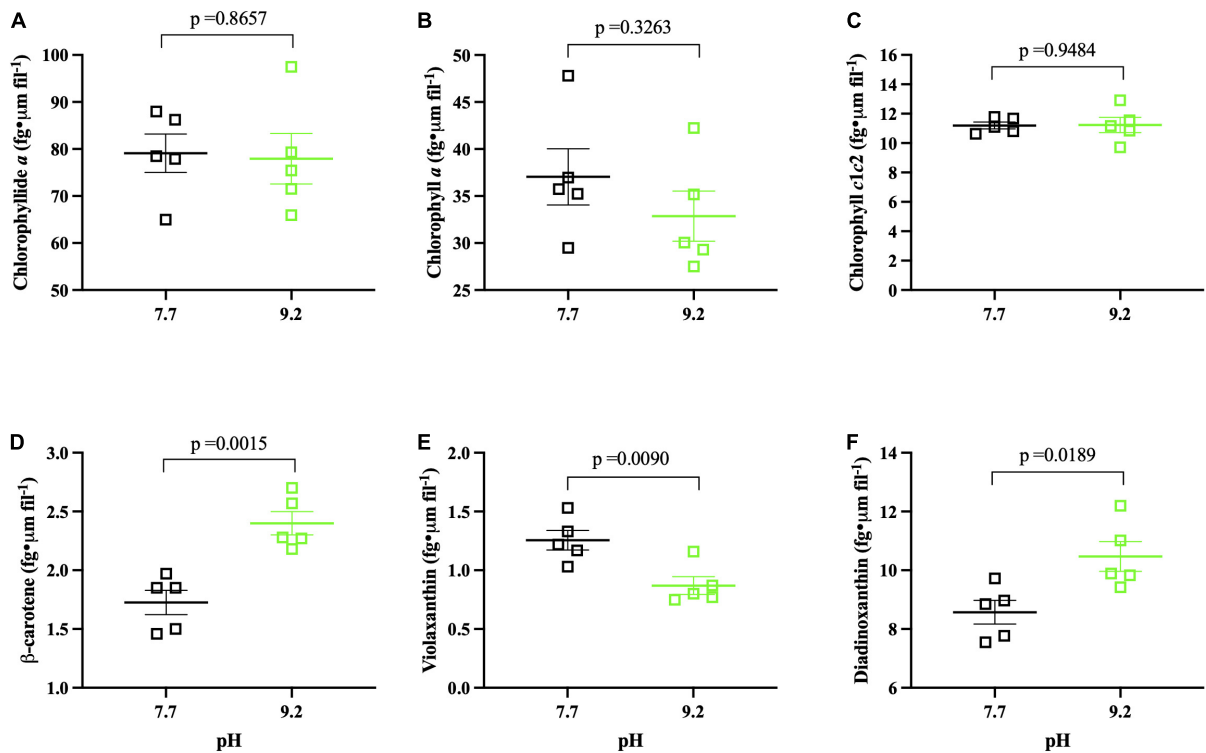 A
p =0.8657
Chlorophyllide a (fg•μm fil-1)
100
90
80
70
60
50
7.7
9.2
B
p =0.3263
Chlorophyll a (fg•μm fil-1)
50
45
40
35
30
25
7.7
9.2
C
p =0.9484
Chlorophyll c1c2 (fg•μm fil-1)
16
14
12
10
8
6
4
2
0
7.7
9.2
D
p =0.0015
β-carotene (fg•μm fil-1)
3.0
2.5
2.0
1.5
1.0
7.7
9.2
pH
E
p =0.0090
Violaxanthin (fg•μm fil-1)
2.0
1.5
1.0
0.5
0.0
7.7
9.2
pH
F
p =0.0189
Diadinoxanthin (fg•μm fil-1)
14
12
10
8
6
7.7
9.2
pH